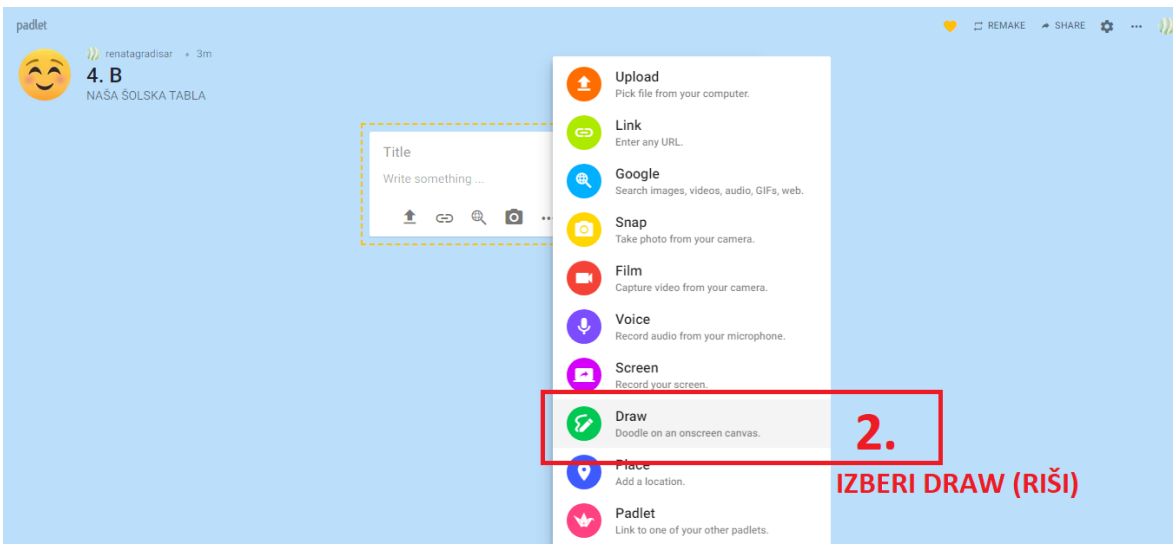 padlet
REMAKE
SHARE
renatagradisar • 3m
4. B
NAŠA ŠOLSKA TABLA
Title
Write something ...
Upload
Pick file from your computer.
Link
Enter any URL.
Google
Search images, videos, audio, GIFs, web.
Snap
Take photo from your camera.
Film
Capture video from your camera.
Voice
Record audio from your microphone.
Screen
Record your screen.
Draw
Doodle on an onscreen canvas.
2.
IZBERI DRAW (RIŠI)
Place
Add a location.
Padlet
Link to one of your other padlets.